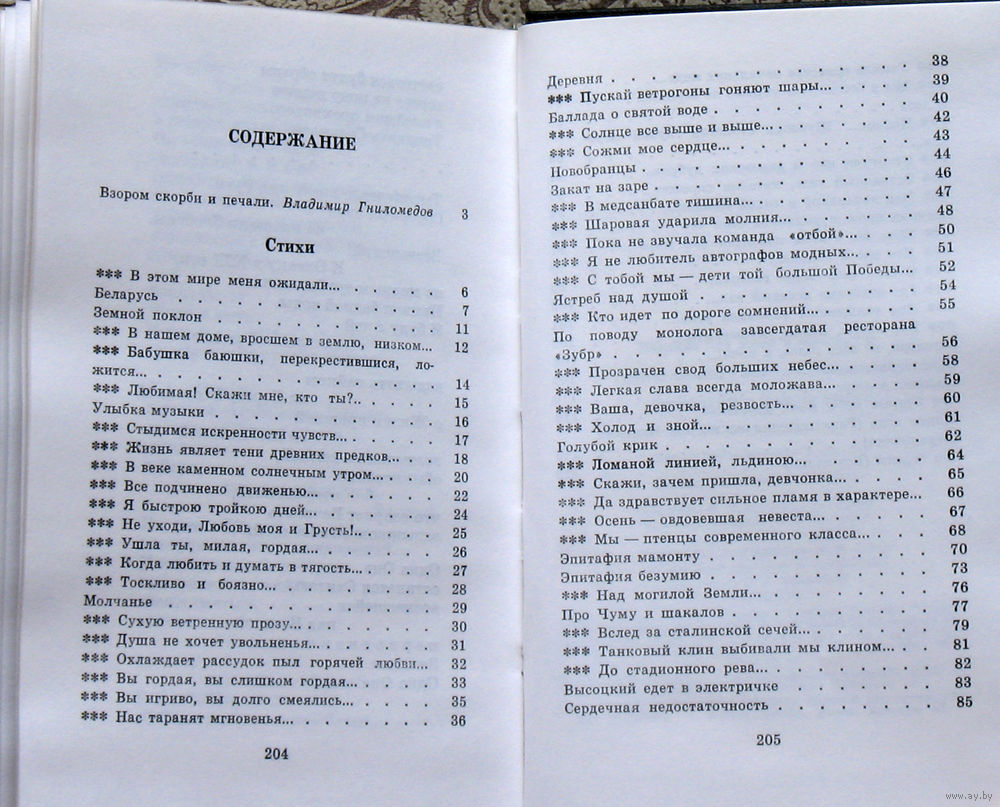 СОДЕРЖАНИЕ
Взором скорби и печали. Владимир Гниломедов 3
Стихи
*** В этом мире меня ожидали... . . . . . 6
Беларусь . . . . . . . . . . . . . 7
Земной поклон . . . . . . . . . . . 11
*** В нашем доме, вросшем в землю, низком... 12
*** Бабушка баюшки, перекрестившися, ло-
жится... . . . . . . . . . . . . . 14
*** Любимая! Скажи мне, кто ты?.. . . . . 15
Улыбка музыки . . . . . . . . . . . 16
*** Стыдимся искренности чувств... . . . . 17
*** Жизнь являет тени древних предков... . . 18
*** В веке каменном солнечным утром... . . 20
*** Все подчинено движенью... . . . . . 22
*** Я быстрою тройкою дней... . . . . . 24
*** Не уходи, Любовь моя и Грусть!.. . . . 25
*** Ушла ты, милая, гордая... . . . . . 26
*** Когда любить и думать в тягость... . . . 27
*** Тоскливо и боязно... . . . . . . . 28
Молчанье . . . . . . . . . . . . . 29
*** Сухую ветренную прозу... . . . . . . 30
*** Душа не хочет увольненья... . . . . . 31
*** Охлаждает рассудок пыл горячей любви... 32
*** Вы гордая, вы слишком гордая... . . . . 33
*** Вы игриво, вы долго смеялись... . . . . 35
*** Нас таранят мгновенья... . . . . . . 36
204
Деревня . . . . . . . . . . . . . 38
*** Пускай ветрогоны гоняют шары... . . . 39
Баллада о святой воде . . . . . . . . 40
*** Солнце все выше и выше... . . . . . 42
*** Сожми мое сердце... . . . . . . . 43
Новобранцы . . . . . . . . . . . . 44
Закат на заре . . . . . . . . . . . 46
*** В медсанбате тишина... . . . . . . 47
*** Шаровая ударила молния... . . . . . 48
*** Пока не звучала команда «отбой»... . . 50
*** Я не любитель автографов модных... . . 51
*** С тобой мы — дети той большой Победы... 52
Ястреб над душой . . . . . . . . . . 54
*** Кто идет по дороге сомнений... . . . . 55
По поводу монолога завсегдатая ресторана
«Зубр» . . . . . . . . . . . . . 56
*** Прозрачен свод больших небес... . . . . 58
*** Легкая слава всегда моложава... . . . . 59
*** Ваша, девочка, резвость... . . . . . . 60
*** Холод и зной... . . . . . . . . . 61
Голубой крик . . . . . . . . . . . 62
*** Ломаной линией, льдиною... . . . . . 64
*** Скажи, зачем пришла, девчонка... . . . 65
*** Да здравствует сильное пламя в характере... 66
*** Осень — овдовевшая невеста... . . . . 67
*** Мы — птенцы современного класса... . . 68
Эпитафия мамонту . . . . . . . . . . 70
Эпитафия безумию . . . . . . . . . . 73
*** Над могилой Земли... . . . . . . . 76
Про Чуму и шакалов . . . . . . . . . 77
*** Вслед за сталинской сечей... . . . . . 79
*** Танковый клин выбивали мы клином... . . 81
*** До стадионного рева... . . . . . . . 82
Высоцкий едет в электричке . . . . . . 83
Сердечная недостаточность . . . . . . . 85
205
www.ay.by